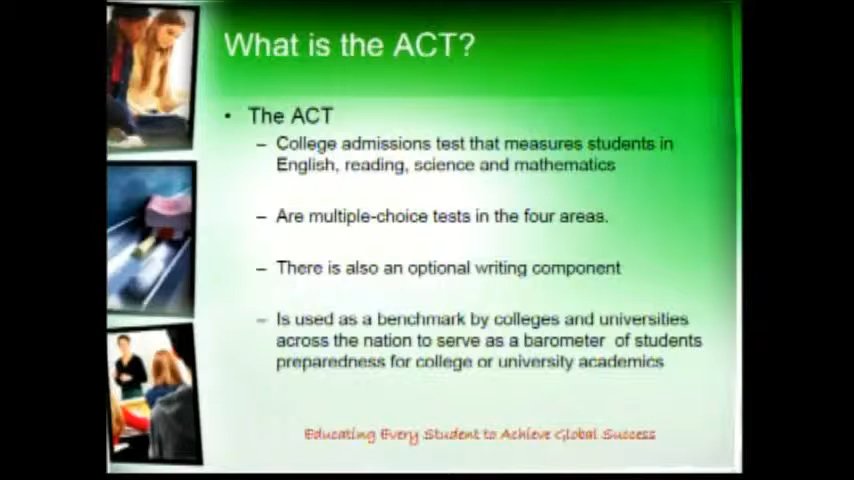 What is the ACT?
• The ACT
– College admissions test that measures students in
English, reading, science and mathematics
– Are multiple-choice tests in the four areas.
– There is also an optional writing component
– Is used as a benchmark by colleges and universities
across the nation to serve as a barometer of students
preparedness for college or university academics
Educating Every Student to Achieve Global Success